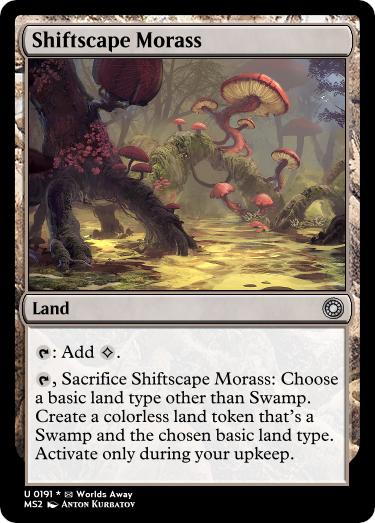 Shiftscape Morass
Land
: Add .
, Sacrifice Shiftscape Morass: Choose
a basic land type other than Swamp.
Create a colorless land token that's a
Swamp and the chosen basic land type.
Activate only during your upkeep.
U 0191 * Worlds Away
MS2 Anton Kurbatov